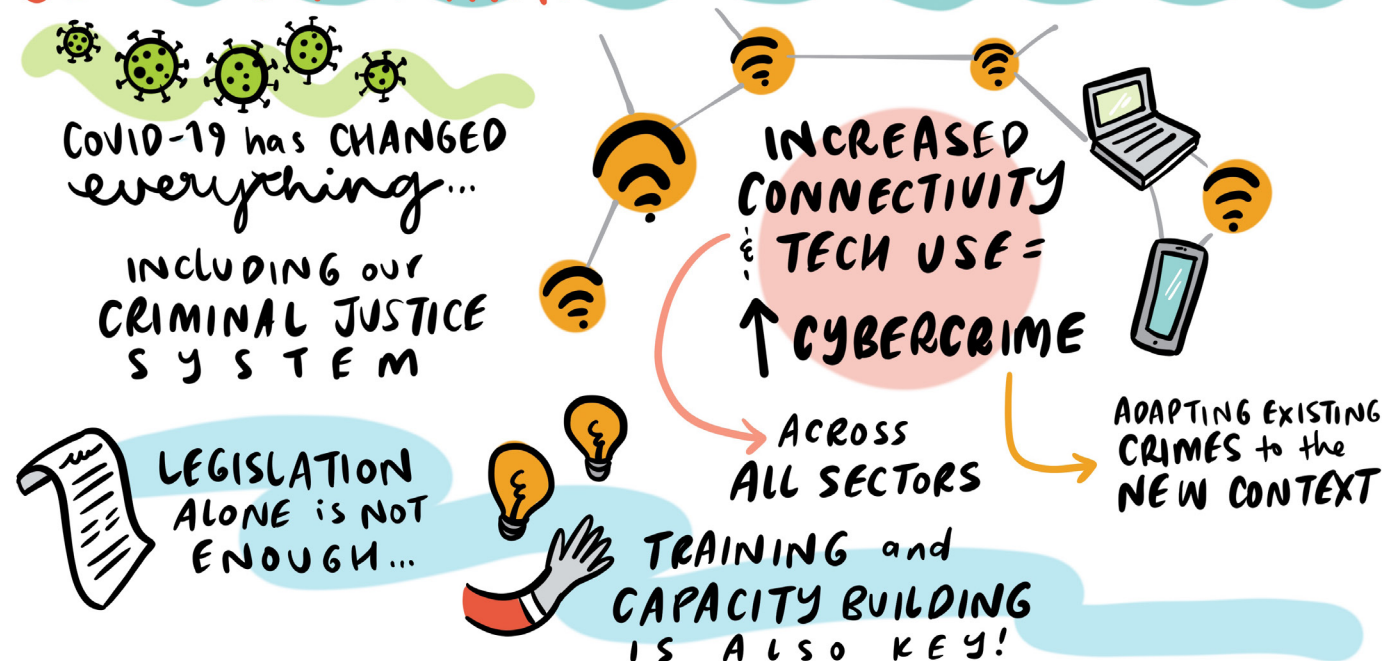 COVID-19 has CHANGED
everything...
INCLUDING our
CRIMINAL JUSTICE
SYSTEM
INCREASED
CONNECTIVITY
& TECH USE =
↑ CYBERCRIME
ACROSS
ALL SECTORS
ADAPTING EXISTING
CRIMES to the
NEW CONTEXT
LEGISLATION
ALONE is NOT
ENOUGH...
TRAINING and
CAPACITY BUILDING
IS ALSO KEY!